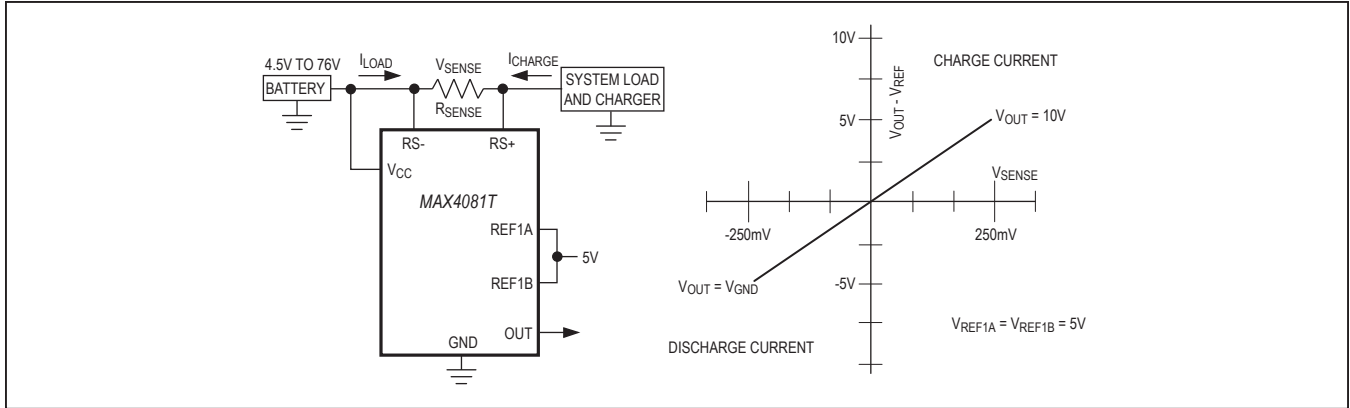 4.5V TO 76V
BATTERY
ILOAD
VSENSE
RSENSE
ICHARGE
SYSTEM LOAD
AND CHARGER
RS-
RS+
VCC
MAX4081T
REF1A
5V
REF1B
OUT
GND
10V
CHARGE CURRENT
VOUT - VREF
5V
VOUT = 10V
VSENSE
-250mV
250mV
VOUT = VGND
-5V
VREF1A = VREF1B = 5V
DISCHARGE CURRENT